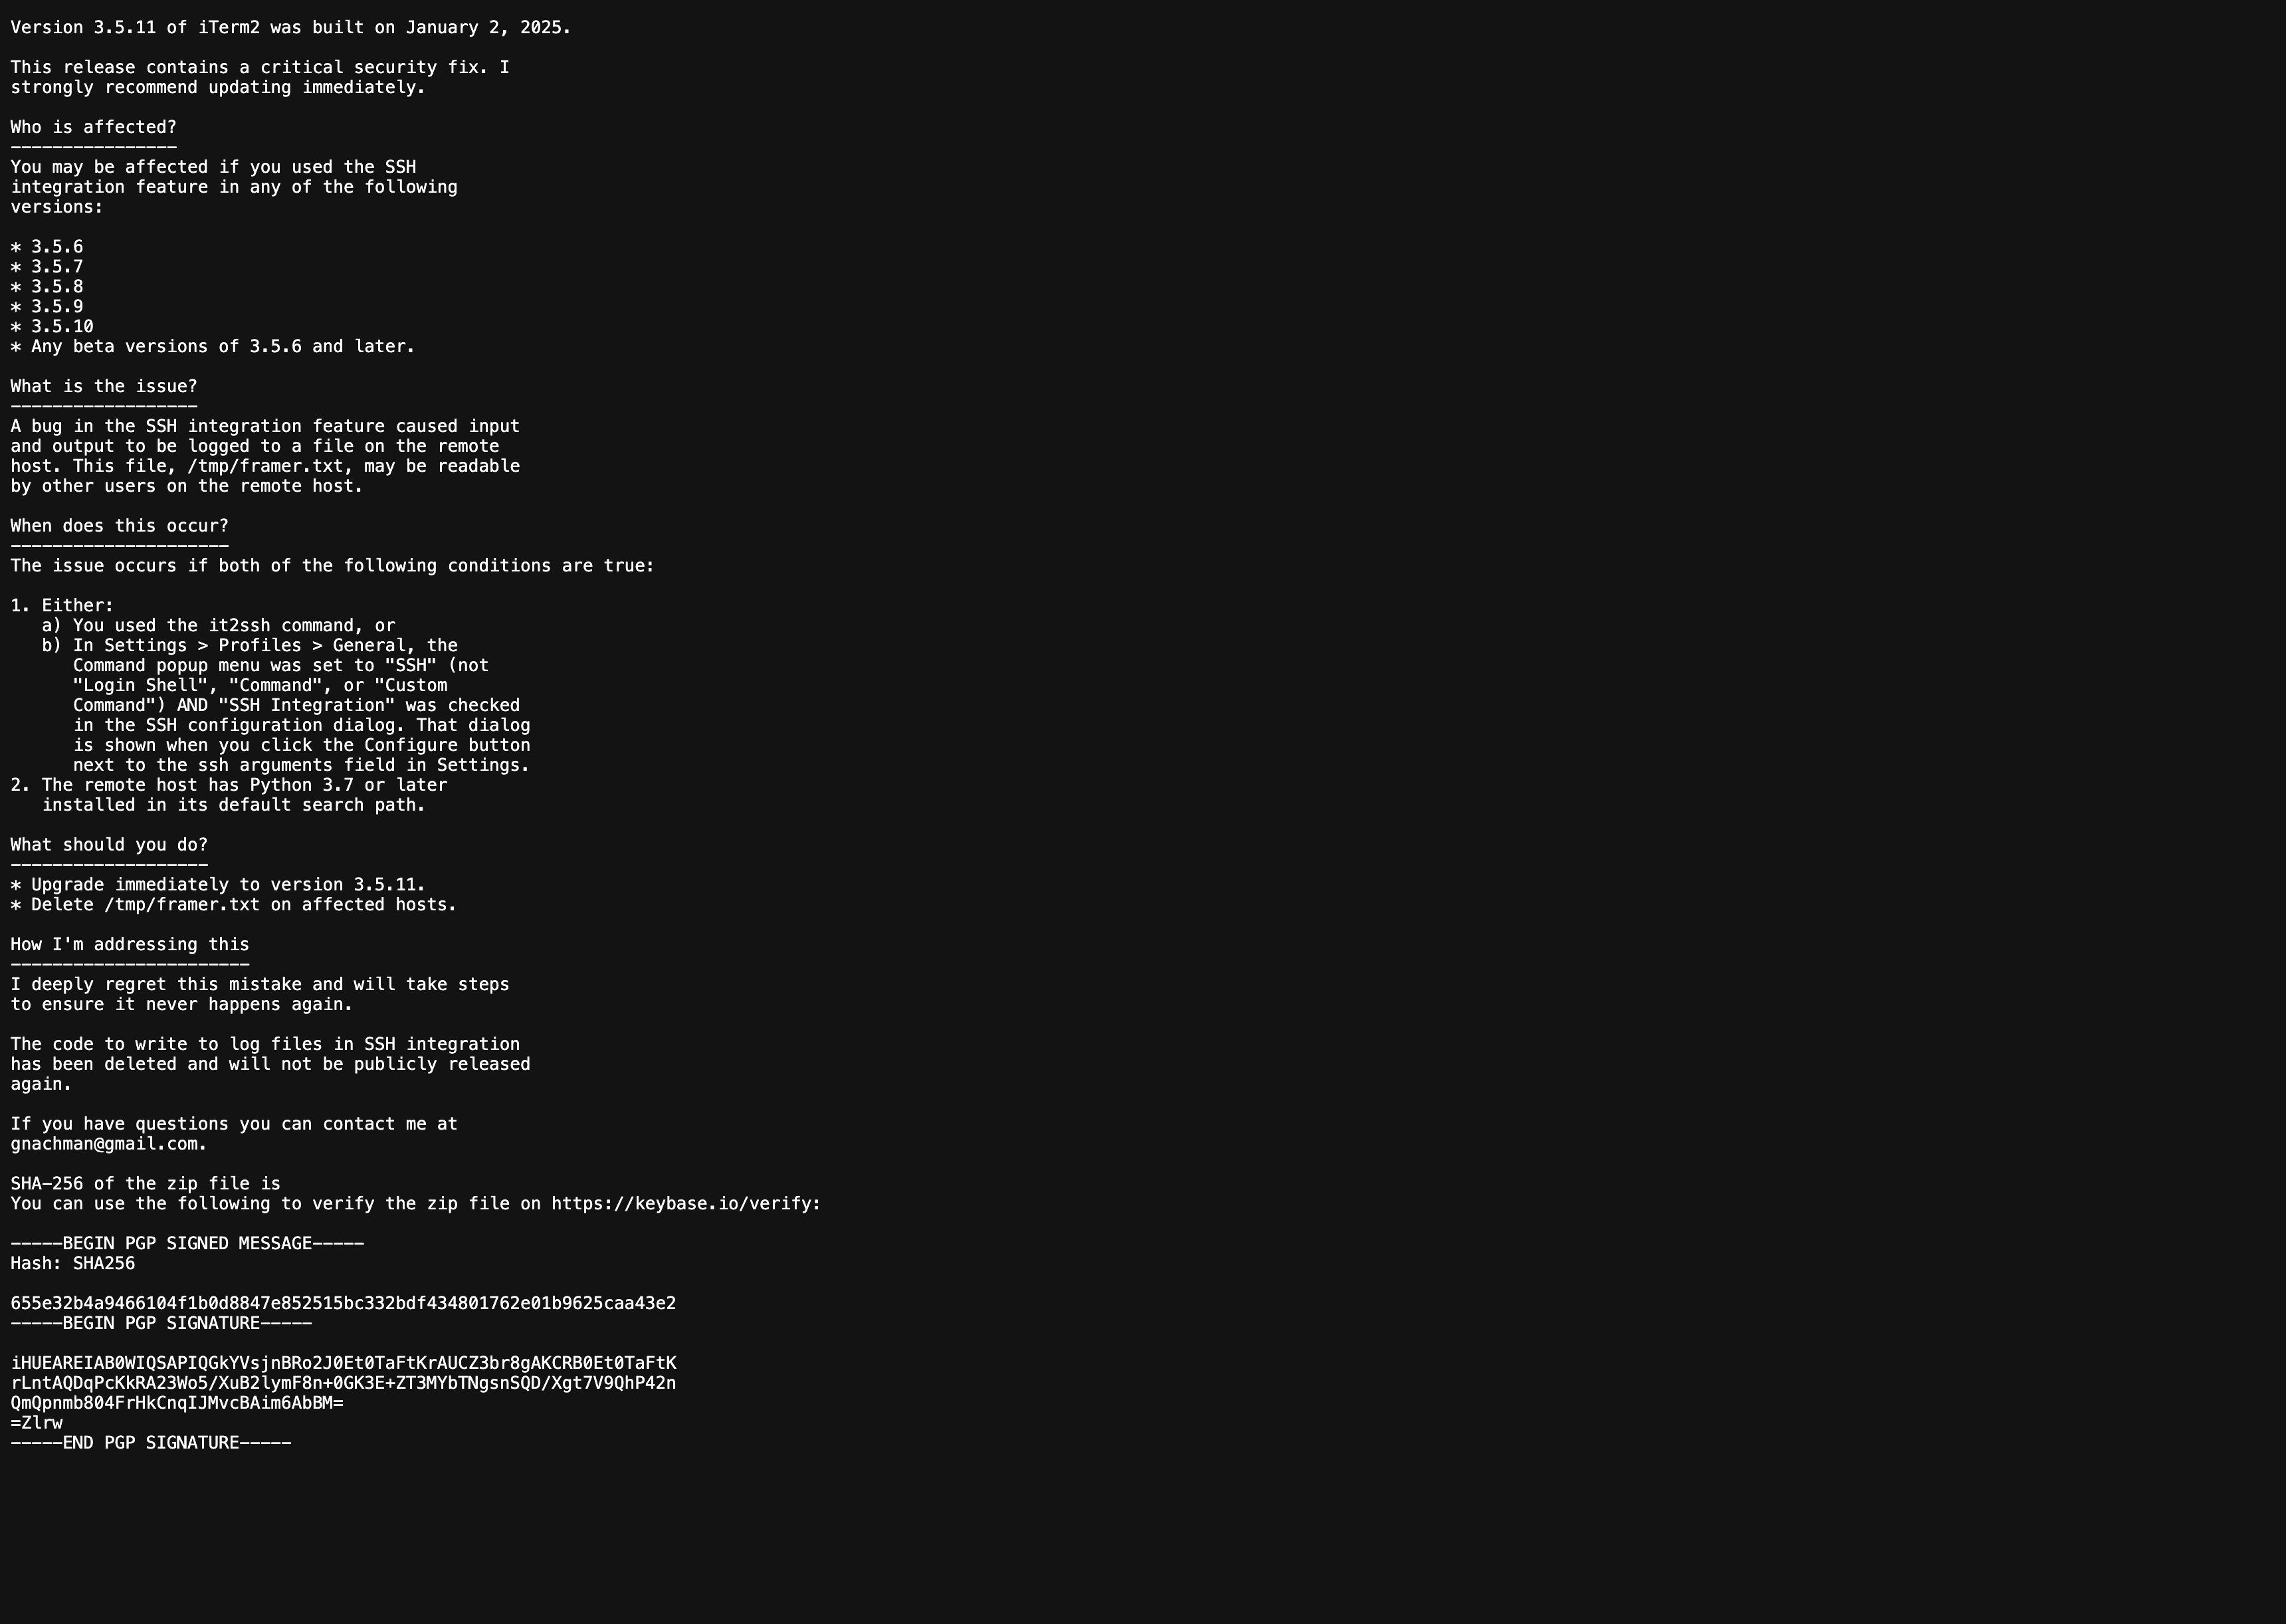 Version 3.5.11 of iTerm2 was built on January 2, 2025.
This release contains a critical security fix. I
strongly recommend updating immediately.
Who is affected?
----------------
You may be affected if you used the SSH
integration feature in any of the following
versions:
* 3.5.6
* 3.5.7
* 3.5.8
* 3.5.9
* 3.5.10
* Any beta versions of 3.5.6 and later.
What is the issue?
------------------
A bug in the SSH integration feature caused input
and output to be logged to a file on the remote
host. This file, /tmp/framer.txt, may be readable
by other users on the remote host.
When does this occur?
---------------------
The issue occurs if both of the following conditions are true:
1. Either:
   a) You used the it2ssh command, or
   b) In Settings > Profiles > General, the
      Command popup menu was set to "SSH" (not
      "Login Shell", "Command", or "Custom
      Command") AND "SSH Integration" was checked
      in the SSH configuration dialog. That dialog
      is shown when you click the Configure button
      next to the ssh arguments field in Settings.
2. The remote host has Python 3.7 or later
   installed in its default search path.
What should you do?
-------------------
* Upgrade immediately to version 3.5.11.
* Delete /tmp/framer.txt on affected hosts.
How I'm addressing this
-----------------------
I deeply regret this mistake and will take steps
to ensure it never happens again.
The code to write to log files in SSH integration
has been deleted and will not be publicly released
again.
If you have questions you can contact me at
gnachman@gmail.com.
SHA-256 of the zip file is
You can use the following to verify the zip file on https://keybase.io/verify:
-----BEGIN PGP SIGNED MESSAGE-----
Hash: SHA256
655e32b4a9466104f1b0d8847e852515bc332bdf434801762e01b9625caa43e2
-----BEGIN PGP SIGNATURE-----
iHUEAREIAB0WIQSAPIQGkYVsjnBRo2J0Et0TaFtKrAUCZ3br8gAKCRB0Et0TaFtK
rLntAQDqPcKkRA23Wo5/XuB2lymF8n+0GK3E+ZT3MYbTNgsnSQD/Xgt7V9QhP42n
QmQpnmb804FrHkCnqIJMvcBAim6AbBM=
=Zlrw
-----END PGP SIGNATURE-----